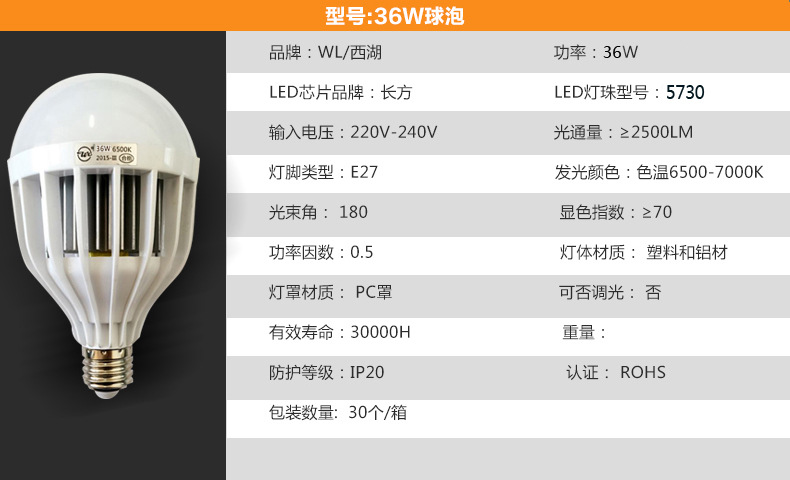 型号:36W球泡
品牌：WL/西湖 功率：36W
LED芯片品牌：长方 LED灯珠型号：5730
输入电压：220V-240V 光通量：≥2500LM
灯脚类型：E27 发光颜色：色温6500-7000K
光束角： 180 显色指数：≥70
功率因数：0.5 灯体材质： 塑料和铝材
灯罩材质： PC罩 可否调光： 否
有效寿命：30000H 重量：
防护等级：IP20 认证： ROHS
包装数量: 30个/箱
36W 6500K
2015-III